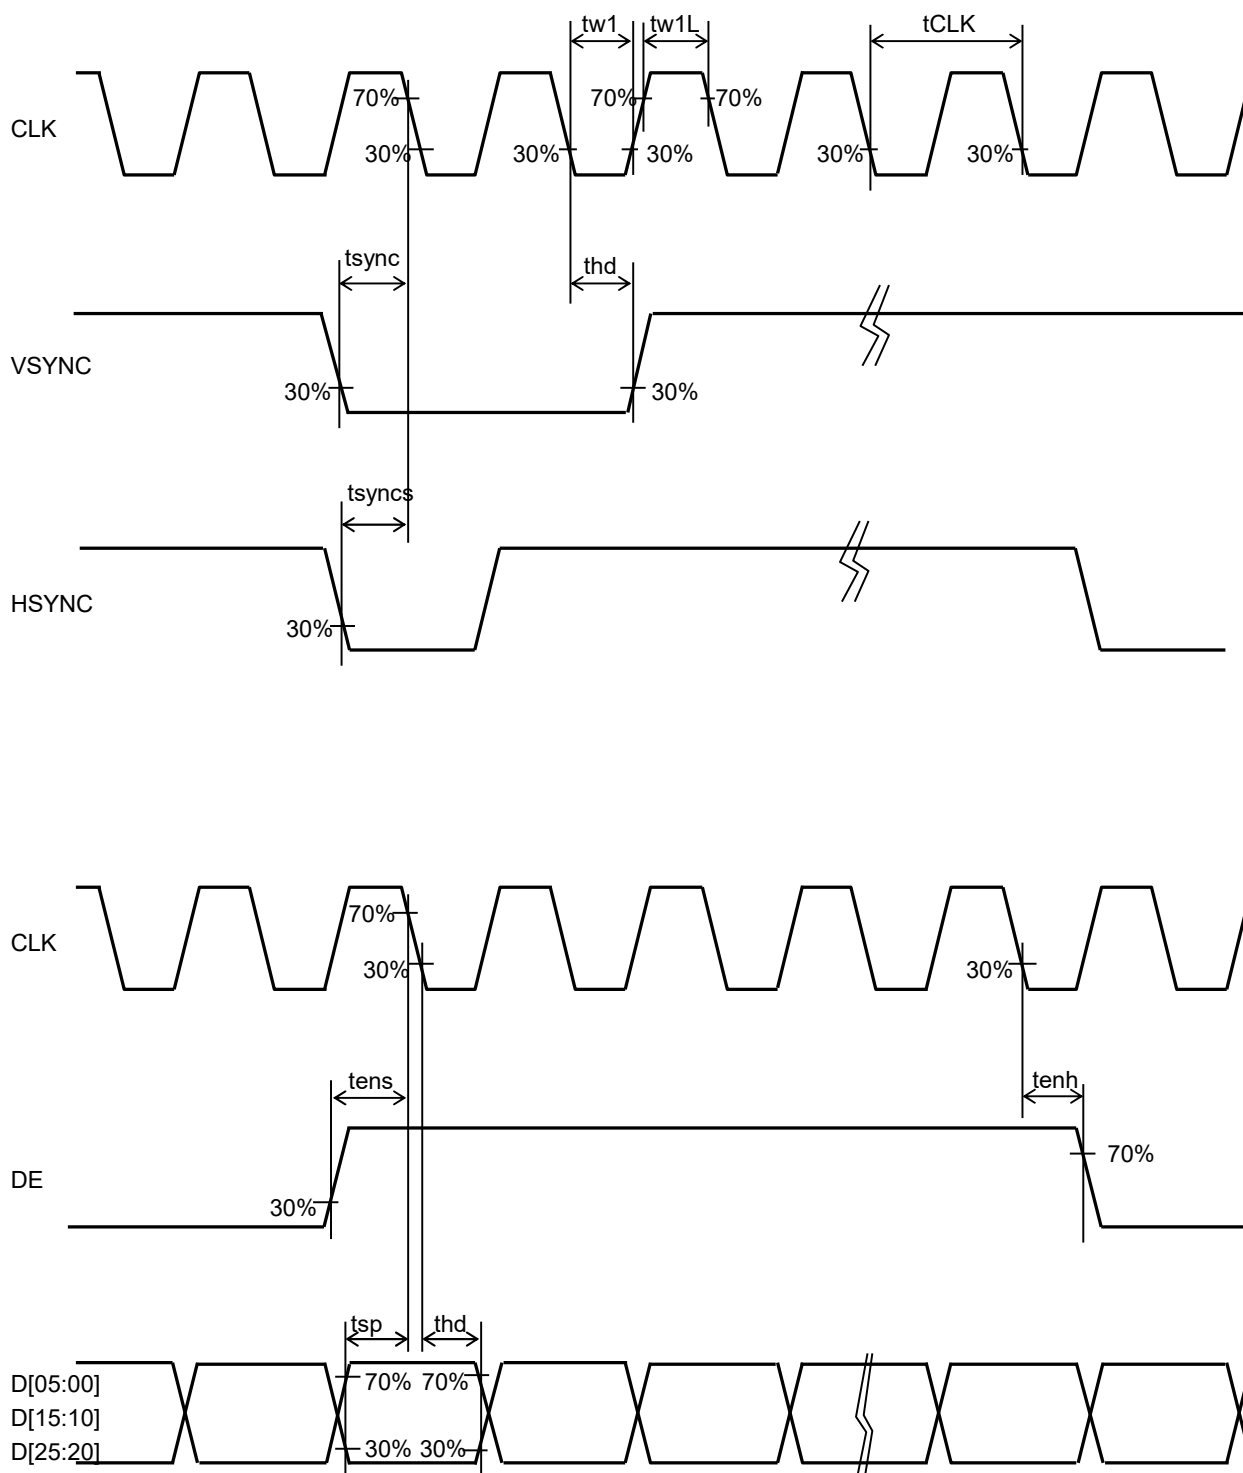 tw1 tw1L tCLK
70% 70% 70%
CLK
30% 30% 30% 30% 30%
tsync thd
VSYNC
30% 30%
tsyncs
HSYNC
30%
70%
CLK
30% 30%
tens tenh
70%
DE
30%
tsp thd
D[05:00] 70% 70%
D[15:10]
D[25:20] 30% 30%